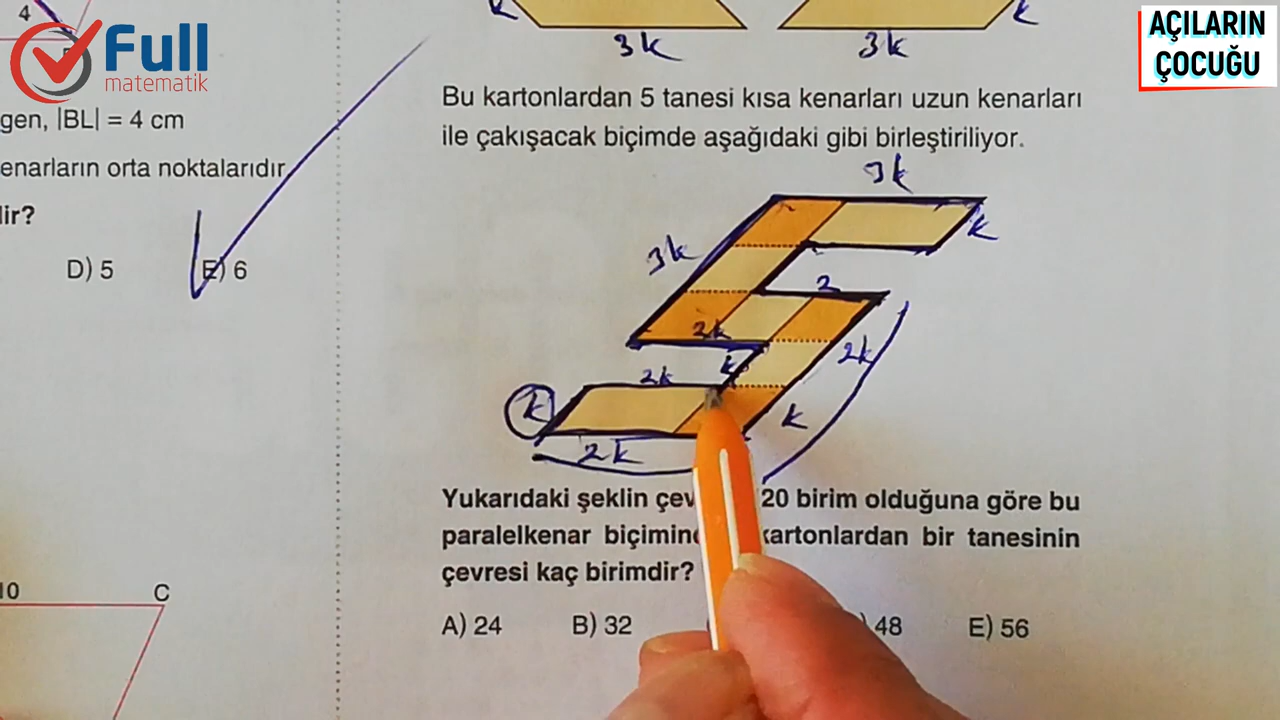 4
Full
matematik
AÇILARIN
ÇOCUĞU
3k
3k
Bu kartonlardan 5 tanesi kısa kenarları uzun kenarları
ile çakışacak biçimde aşağıdaki gibi birleştiriliyor.
gen, |BL| = 4 cm
enarların orta noktalarıdır
lir?
D) 5
E) 6
3k
k
3k
2
2k
2k
k
2k
k
k
2k
Yukarıdaki şeklin 20 birim olduğuna göre bu
paralelkenar kartonlardan bir tanesinin
çevresi kaç birimdir?
A) 24
B) 32
48
E) 56
10
C